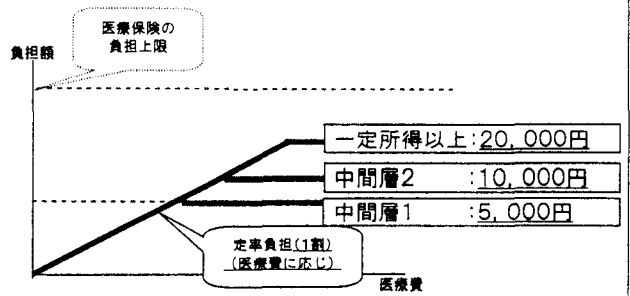 医療保険の
負担上限
負担額
一定所得以上:20,000円
中間層2　　:10,000円
中間層1　　:5,000円
定率負担(1割)
(医療費に応じ)
医療費